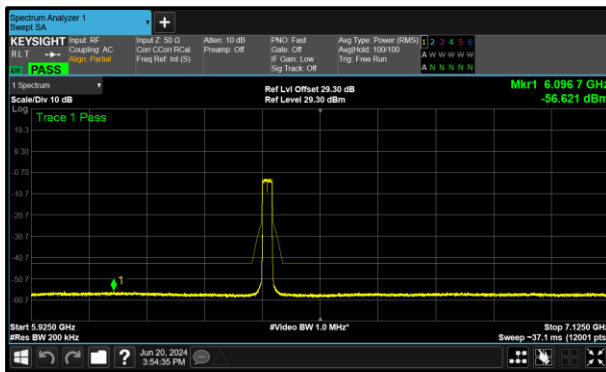 Spectrum Analyzer 1
Swept SA
KEYSIGHT
RLT
PASS
Input: RF
Coupling: AC
Align: Partial
Input Z: 50 Ω
Corr CCorr RCal
Freq Ref: Int (S)
Atten: 10 dB
Preamp: Off
PNO: Fast
Gate: Off
IF Gain: Low
Sig Track: Off
Avg Type: Power (RMS)
Avg|Hold: 100/100
Trig: Free Run
1 2 3 4 5 6
A W W W W W
A N N N N N
1 Spectrum
Scale/Div 10 dB
Ref Lvl Offset 29.30 dB
Ref Level 29.30 dBm
Mkr1 6.096 7 GHz
-56.621 dBm
Log
Trace 1 Pass
19.3
9.30
-0.70
-10.7
-20.7
-30.7
-40.7
-50.7
-60.7
1
Start 5.9250 GHz
#Res BW 200 kHz
#Video BW 1.0 MHz*
Stop 7.1250 GHz
Sweep ~37.1 ms (12001 pts)
?
Jun 20, 2024
3:54:35 PM